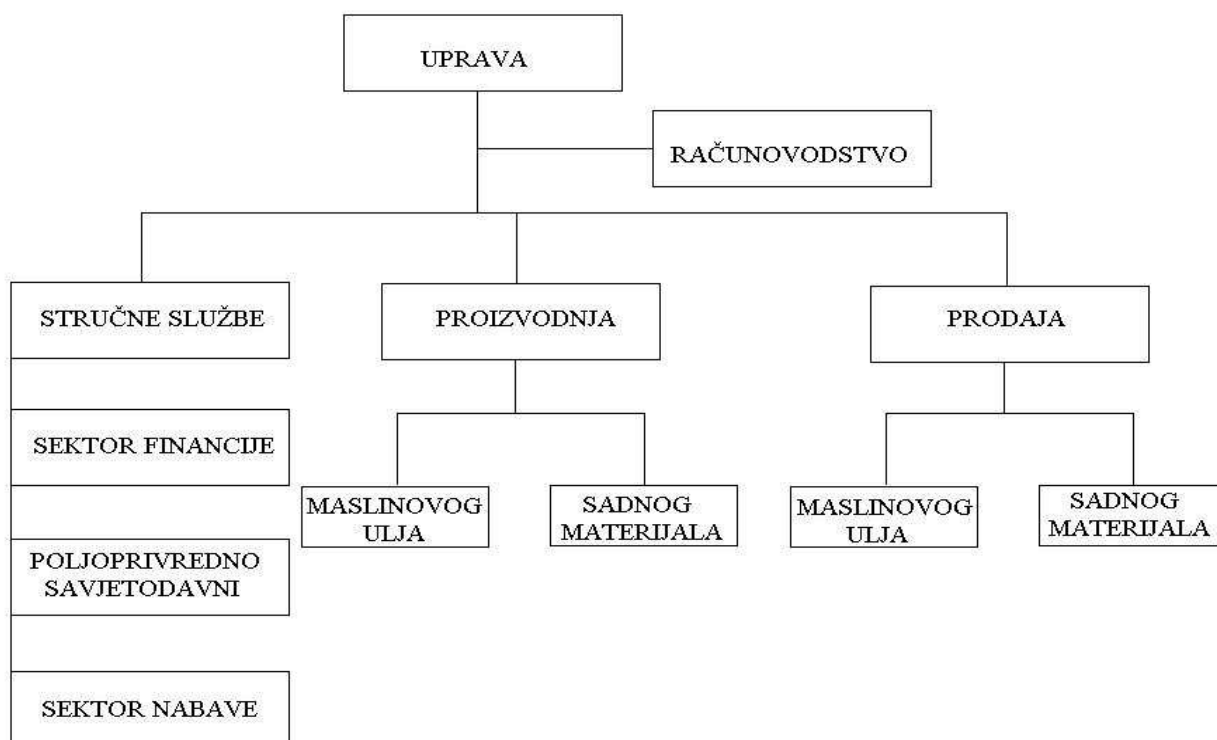 UPRAVA
RAČUNOVODSTVO
STRUČNE SLUŽBE
PROIZVODNJA
PRODAJA
SEKTOR FINANCIJE
MASLINOVOG
ULJA
SADNOG
MATERIJALA
MASLINOVOG
ULJA
SADNOG
MATERIJALA
POLJOPRIVREDNO
SAVJETODAVNI
SEKTOR NABAVE